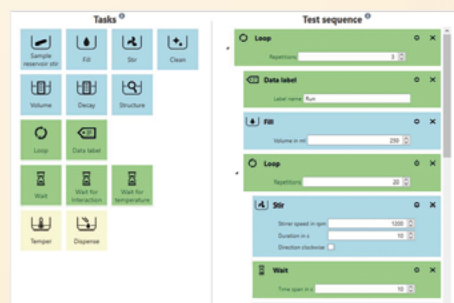 Tasks
Sample
reservoir stir
Fill
Stir
Clean
Volume
Decay
Structure
Loop
Data label
Wait
Wait for
interaction
Wait for
temperature
Temper
Dispense
Test sequence
Loop
Repetitions 3
Data label
Label name Run
Fill
Volume in ml 250
Loop
Repetitions 20
Stir
Stirrer speed in rpm 1200
Duration in s 10
Direction clockwise
Wait
Time span in s 10